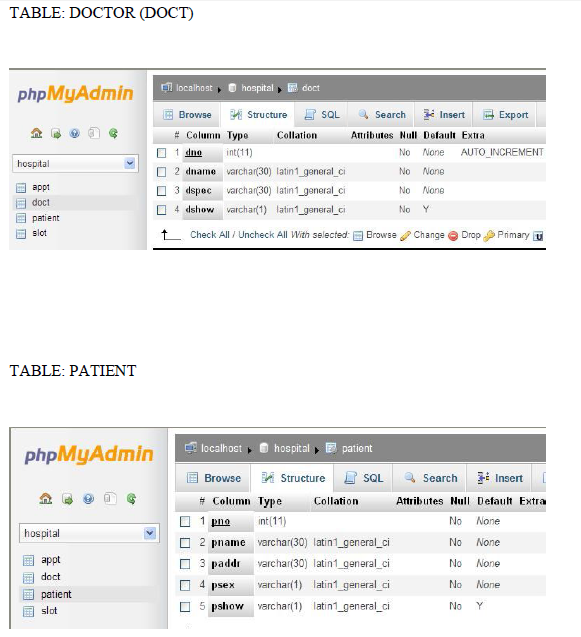 TABLE: DOCTOR (DOCT)
phpMyAdmin
localhost hospital doct
Browse Structure SQL Search Insert Export
# Column Type Collation Attributes Null Default Extra
hospital
1 dno int(11) No None AUTO_INCREMENT
2 dname varchar(30) latin1_general_ci No None
3 dspec varchar(30) latin1_general_ci No None
4 dshow varchar(1) latin1_general_ci No Y
appt
doct
patient
slot
Check All / Uncheck All With selected: Browse Change Drop Primary U
TABLE: PATIENT
phpMyAdmin
localhost hospital patient
Browse Structure SQL Search Insert
# Column Type Collation Attributes Null Default Extra
hospital
1 pno int(11) No None
2 pname varchar(30) latin1_general_ci No None
3 paddr varchar(30) latin1_general_ci No None
4 psex varchar(1) latin1_general_ci No None
5 pshow varchar(1) latin1_general_ci No Y
appt
doct
patient
slot